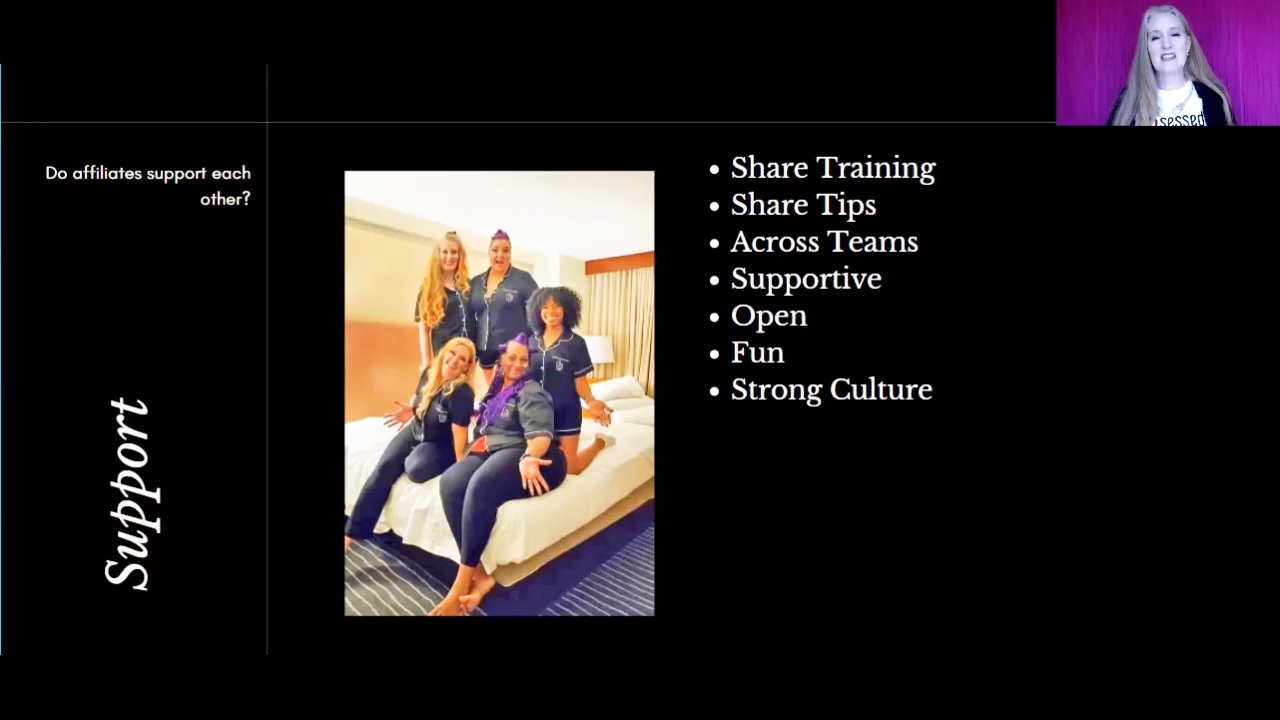 Do affiliates support each
other?
Support
• Share Training
• Share Tips
• Across Teams
• Supportive
• Open
• Fun
• Strong Culture